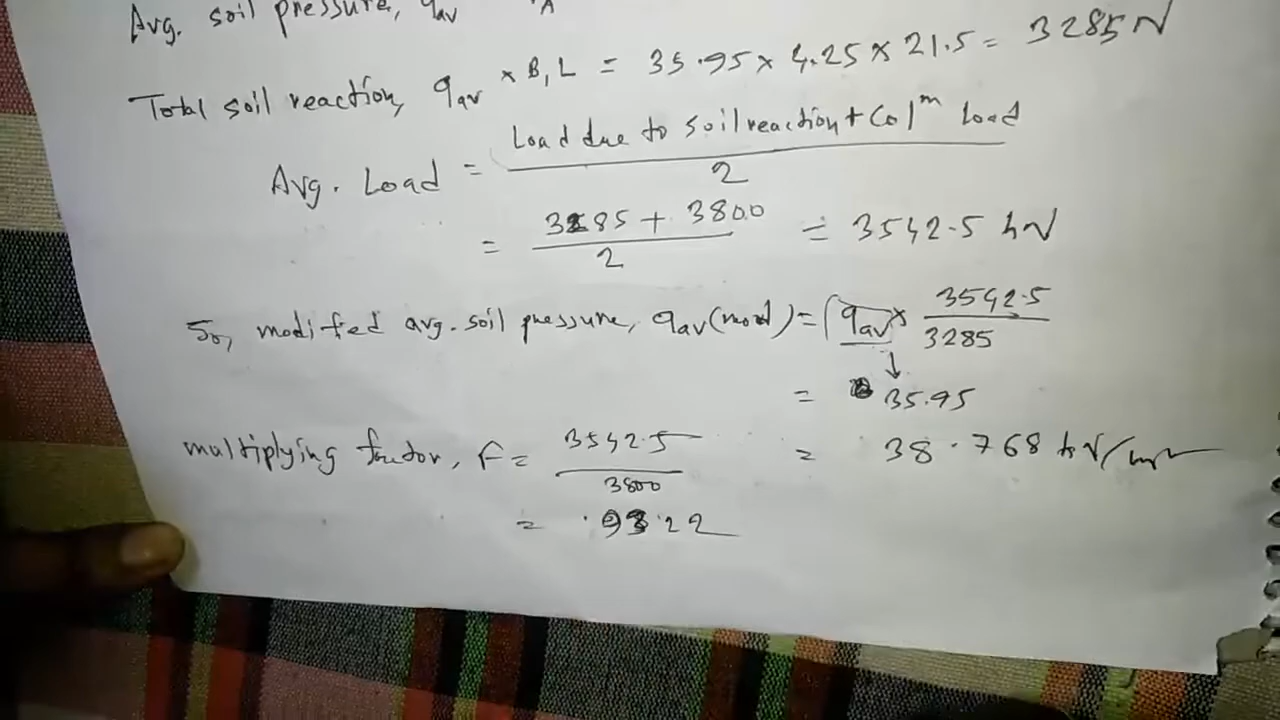 Avg. soil pressure, qav A
Total soil reaction, qav × B, L = 35.95 × 4.25 × 21.5 = 3285 N
Avg. Load = Load due to soil reaction + Colᵐ Load / 2
= 3285 + 3800 / 2 = 3542.5 kN
So, modified avg. soil pressure, qav(mod) = qav × 3542.5 / 3285
= 35.95
multiplying factor, F = 3542.5 / 3800 = 38.768 kN/m²
= .9322